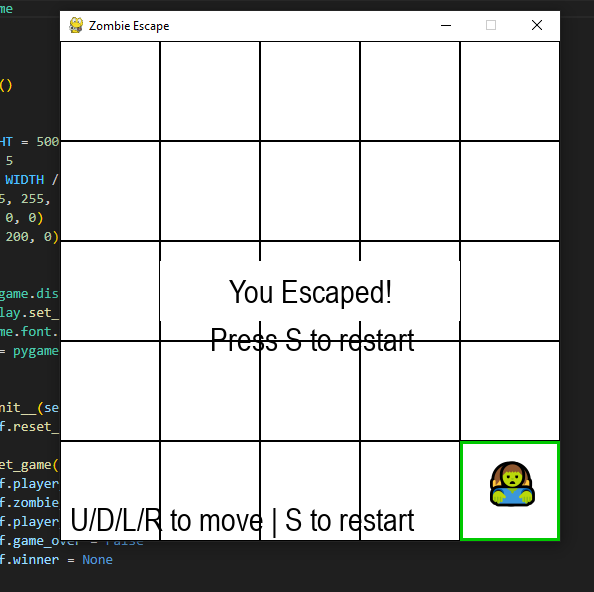 me
Zombie Escape
()
HT = 500
5
WIDTH /
5, 255,
0, 0)
200, 0)
game.dis
lay.set_
me.font.
= pygame
nit__(se
f.reset_
et_game(
f.player
f.zombie
f.player
f.game_over = False
f.winner = None
You Escaped!
Press S to restart
U/D/L/R to move | S to restart